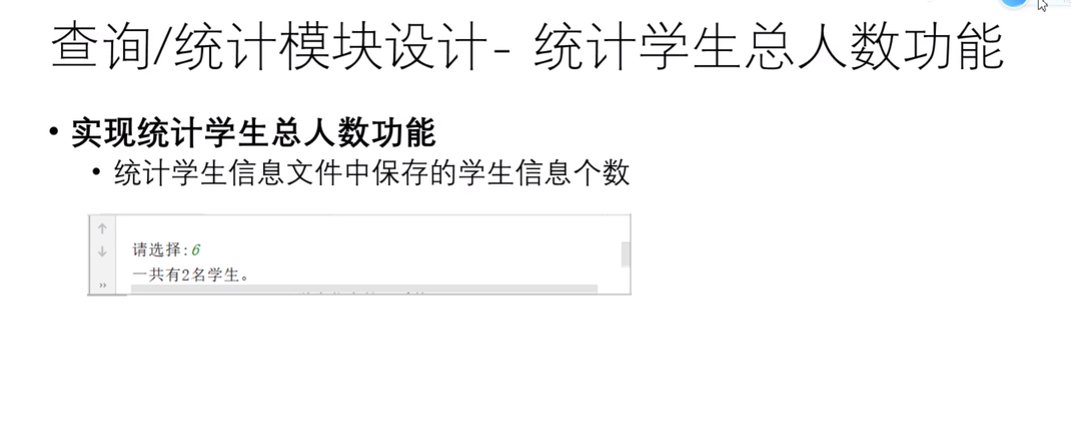 查询/统计模块设计- 统计学生总人数功能
• 实现统计学生总人数功能
• 统计学生信息文件中保存的学生信息个数
请选择:6
一共有2名学生。